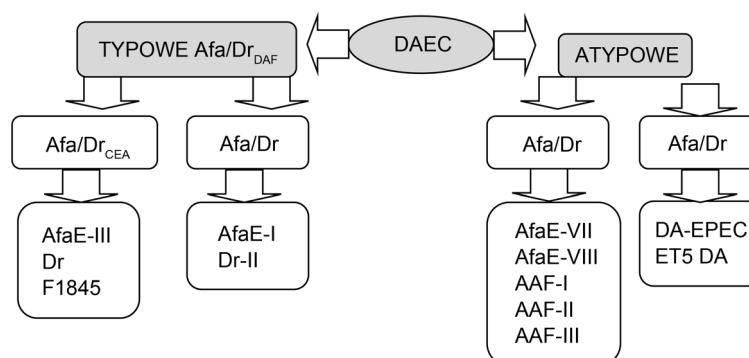 TYPOWE Afa/DrDAF
DAEC
ATYPOWE
Afa/DrCEA
Afa/Dr
Afa/Dr
Afa/Dr
AfaE-III
Dr
F1845
AfaE-I
Dr-II
AfaE-VII
AfaE-VIII
AAF-I
AAF-II
AAF-III
DA-EPEC
ET5 DA